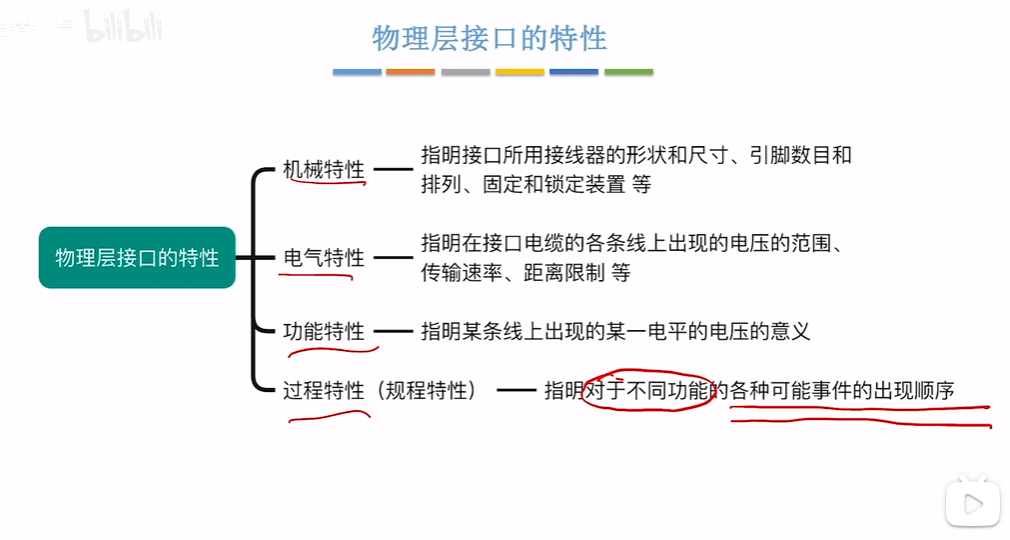 bilibili
物理层接口的特性
机械特性
指明接口所用接线器的形状和尺寸、引脚数目和
排列、固定和锁定装置 等
物理层接口的特性
电气特性
指明在接口电缆的各条线上出现的电压的范围、
传输速率、距离限制 等
功能特性
指明某条线上出现的某一电平的电压的意义
过程特性（规程特性）
指明对于不同功能的各种可能事件的出现顺序